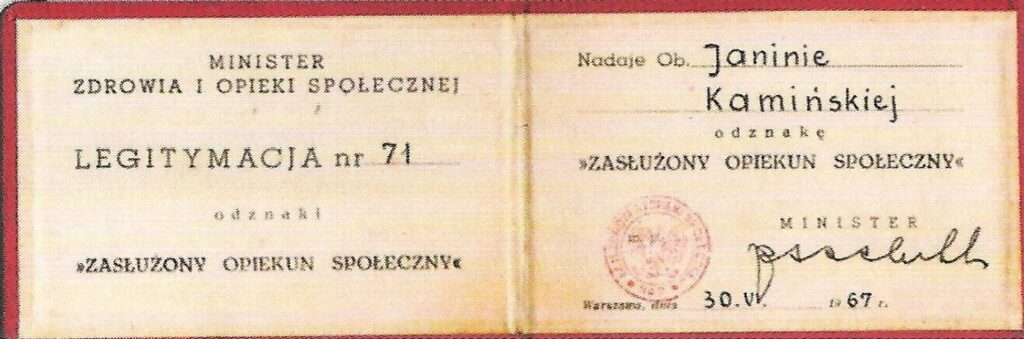 MINISTER
ZDROWIA I OPIEKI SPOŁECZNEJ
LEGITYMACJA nr 71
odznaki
»ZASŁUŻONY OPIEKUN SPOŁECZNY«
Nadaje Ob. Janinie
Kamińskiej
odznakę
»ZASŁUŻONY OPIEKUN SPOŁECZNY«
MINISTER
Warszawa, dnia 30.VI. 1967 r.